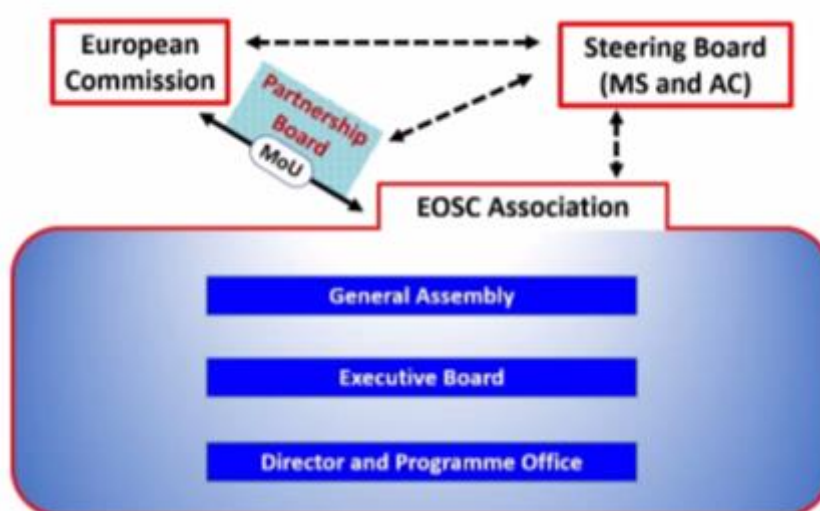 European
Commission
Steering Board
(MS and AC)
Partnership
Board
MoU
EOSC Association
General Assembly
Executive Board
Director and Programme Office